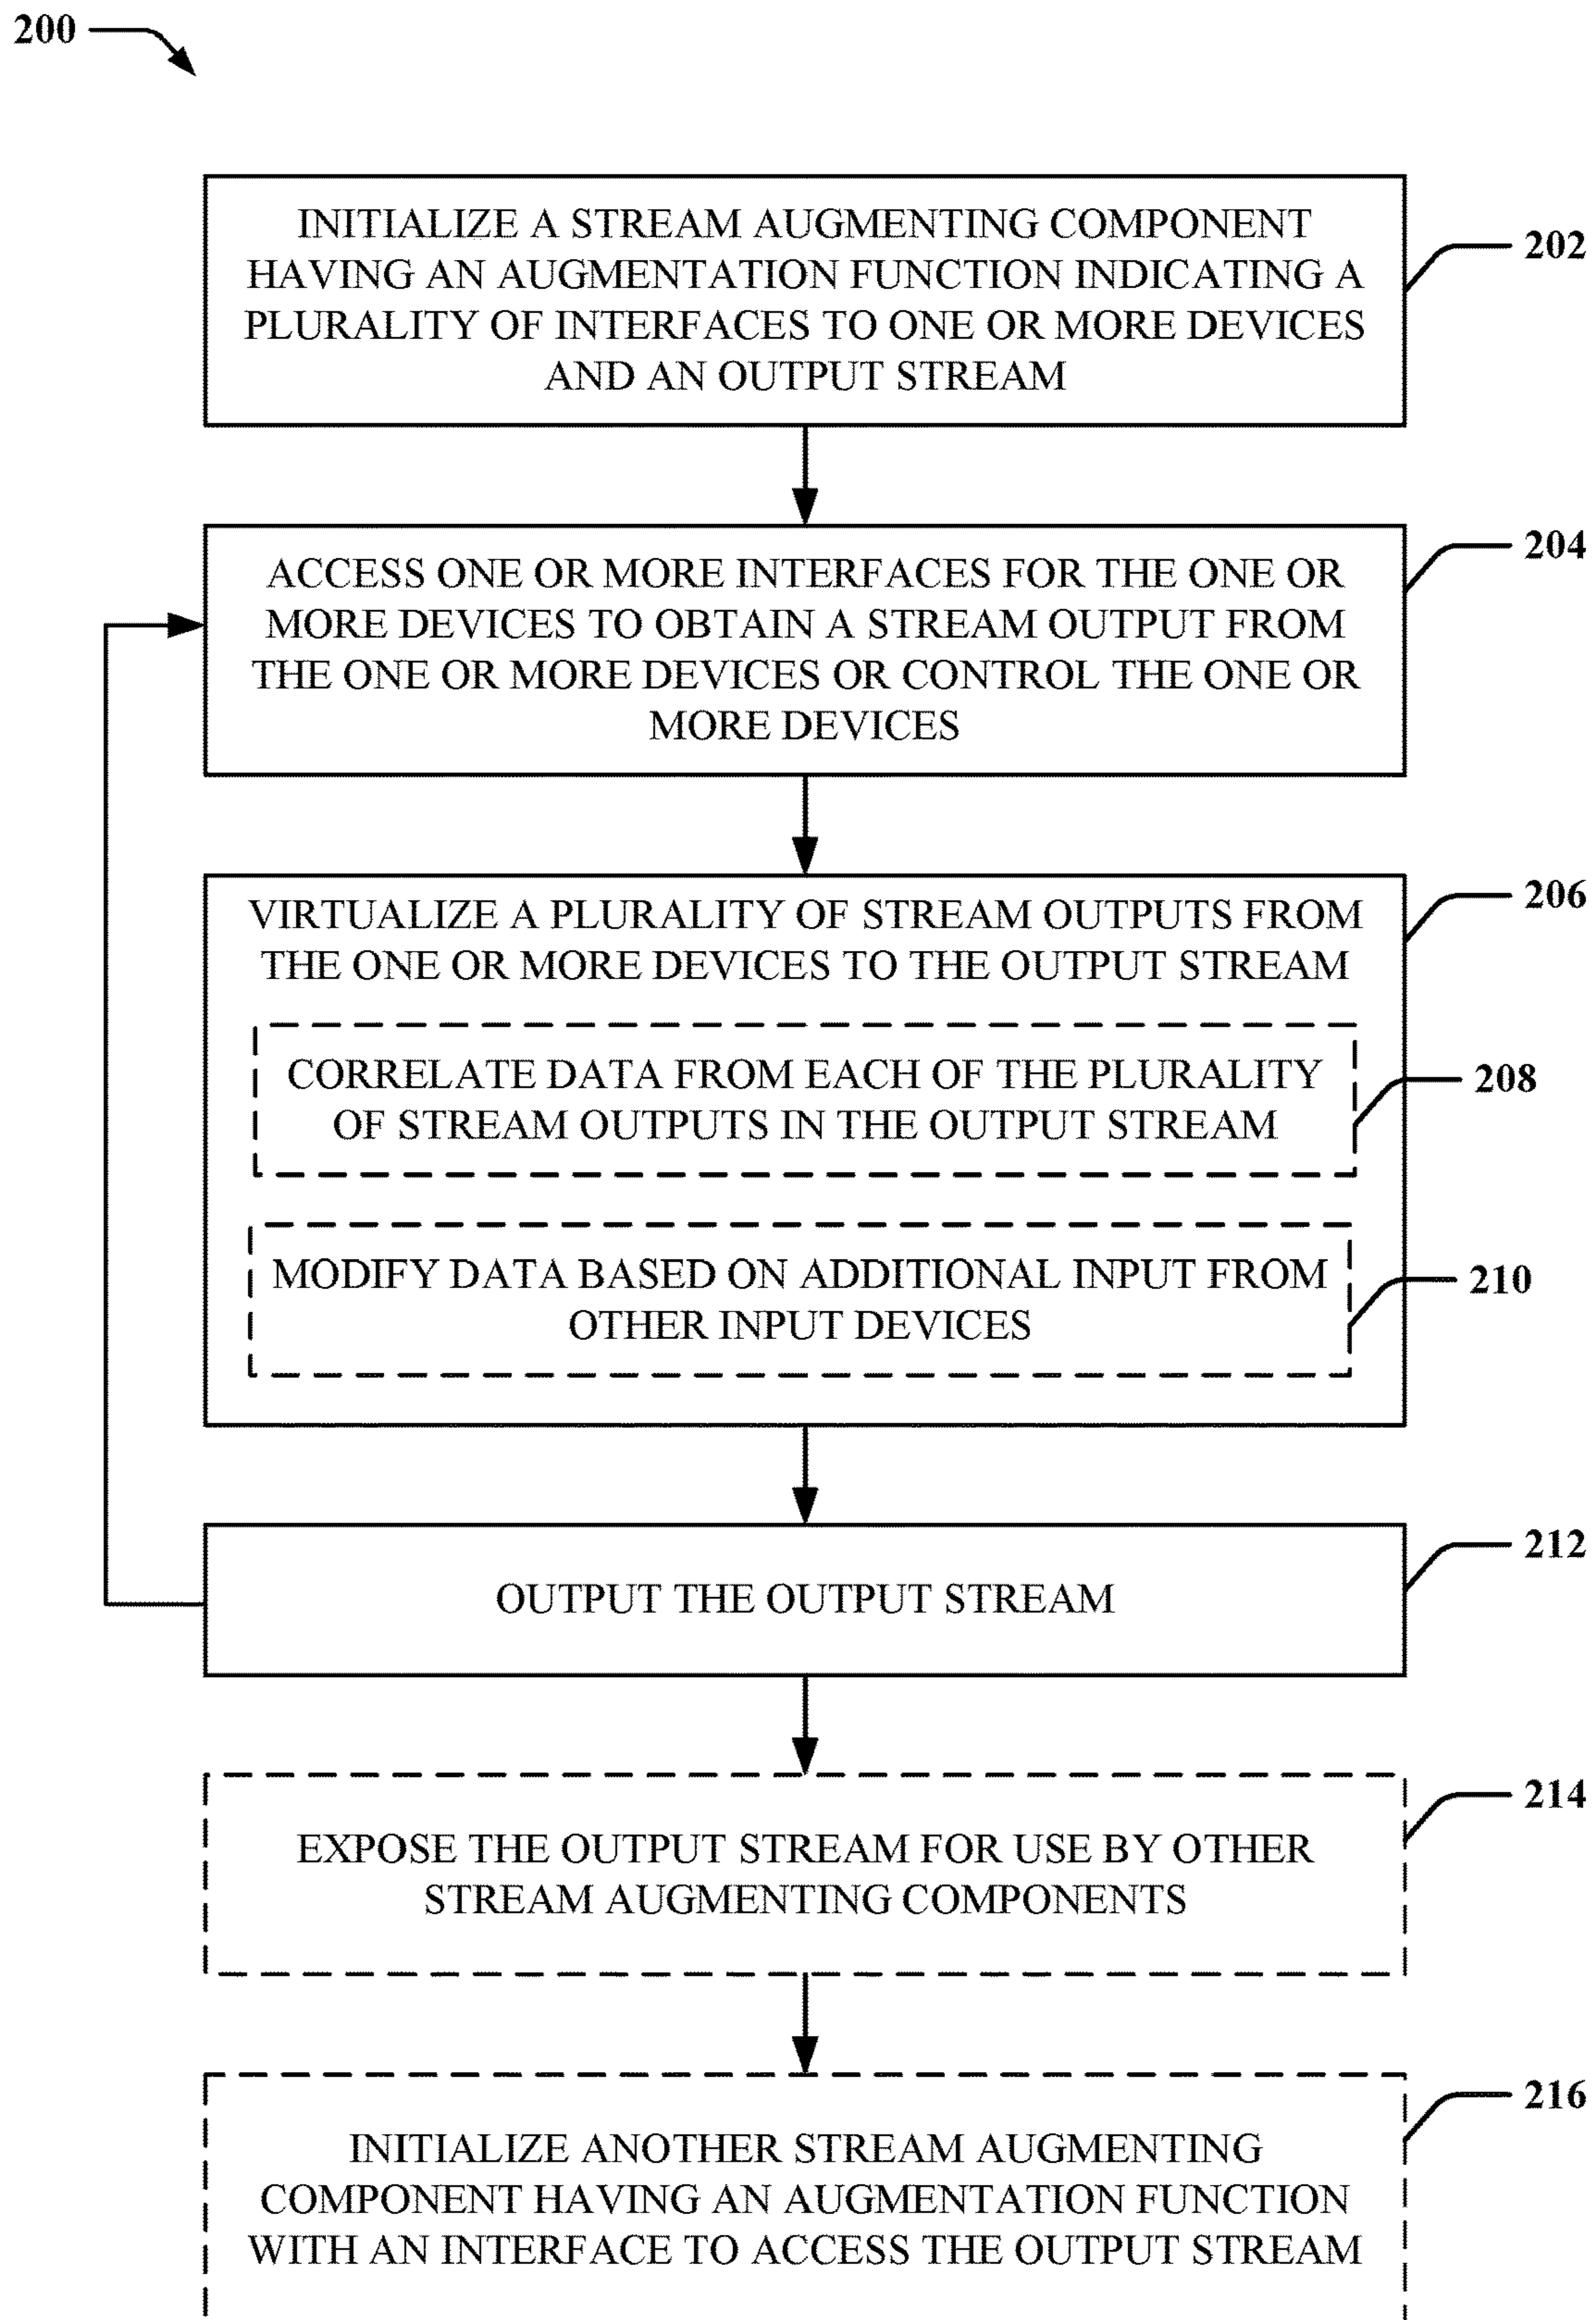 200
INITIALIZE A STREAM AUGMENTING COMPONENT
HAVING AN AUGMENTATION FUNCTION INDICATING A
PLURALITY OF INTERFACES TO ONE OR MORE DEVICES
AND AN OUTPUT STREAM
202
ACCESS ONE OR MORE INTERFACES FOR THE ONE OR
MORE DEVICES TO OBTAIN A STREAM OUTPUT FROM
THE ONE OR MORE DEVICES OR CONTROL THE ONE OR
MORE DEVICES
204
VIRTUALIZE A PLURALITY OF STREAM OUTPUTS FROM
THE ONE OR MORE DEVICES TO THE OUTPUT STREAM
206
CORRELATE DATA FROM EACH OF THE PLURALITY
OF STREAM OUTPUTS IN THE OUTPUT STREAM
208
MODIFY DATA BASED ON ADDITIONAL INPUT FROM
OTHER INPUT DEVICES
210
OUTPUT THE OUTPUT STREAM
212
EXPOSE THE OUTPUT STREAM FOR USE BY OTHER
STREAM AUGMENTING COMPONENTS
214
INITIALIZE ANOTHER STREAM AUGMENTING
COMPONENT HAVING AN AUGMENTATION FUNCTION
WITH AN INTERFACE TO ACCESS THE OUTPUT STREAM
216